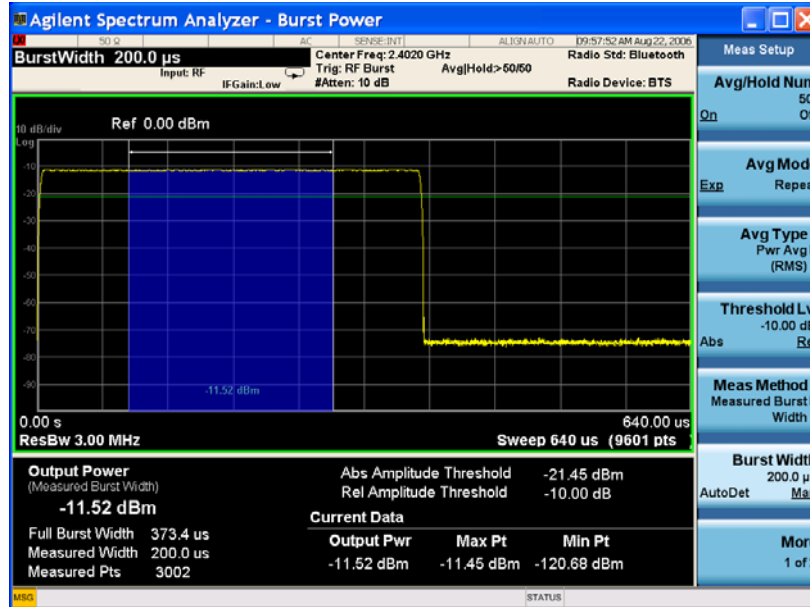 Agilent Spectrum Analyzer - Burst Power
50 Ω AC SENSE:INT ALIGN AUTO 09:57:52 AM Aug 22, 2006
BurstWidth 200.0 µs
Input: RF
IFGain:Low
Center Freq: 2.4020 GHz
Trig: RF Burst Avg|Hold:>50/50
#Atten: 10 dB
Radio Std: Bluetooth
Radio Device: BTS
10 dB/div Ref 0.00 dBm
Log
-10
-20
-30
-40
-50
-60
-70
-80
-90
-11.52 dBm
0.00 s 640.00 us
ResBw 3.00 MHz Sweep 640 us (9601 pts
Output Power
(Measured Burst Width)
-11.52 dBm
Full Burst Width 373.4 us
Measured Width 200.0 us
Measured Pts 3002
Abs Amplitude Threshold -21.45 dBm
Rel Amplitude Threshold -10.00 dB
Current Data
Output Pwr Max Pt Min Pt
-11.52 dBm -11.45 dBm -120.68 dBm
MSG STATUS
Meas Setup
Avg/Hold Num
50
On
Avg Mode
Exp Repea
Avg Type
Pwr Avg
(RMS)
Threshold Lv
-10.00 dB
Abs Re
Meas Method
Measured Burst
Width
Burst Width
200.0 µ
AutoDet Ma
Mor
1 of